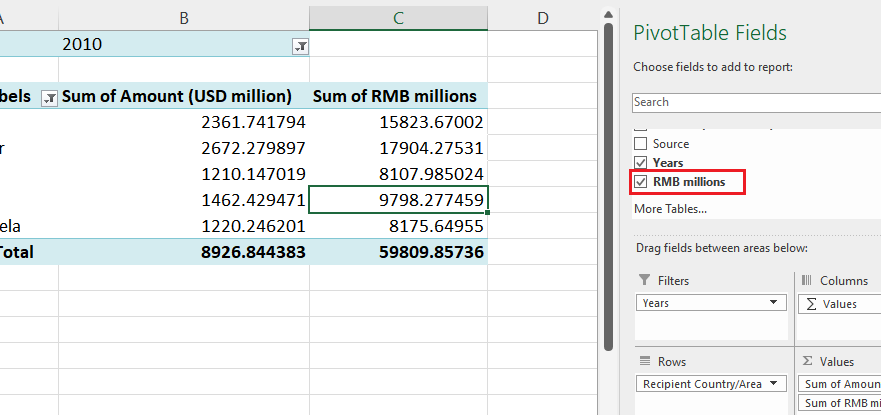 A B C D
2010
bels Sum of Amount (USD million) Sum of RMB millions
2361.741794 15823.67002
r 2672.279897 17904.27531
1210.147019 8107.985024
1462.429471 9798.277459
ela 1220.246201 8175.64955
Total 8926.844383 59809.85736
PivotTable Fields
Choose fields to add to report:
Search
Source
Years
RMB millions
More Tables...
Drag fields between areas below:
Filters
Years
Columns
Σ Values
Rows
Recipient Country/Area
Σ Values
Sum of Amoun
Sum of RMB mi